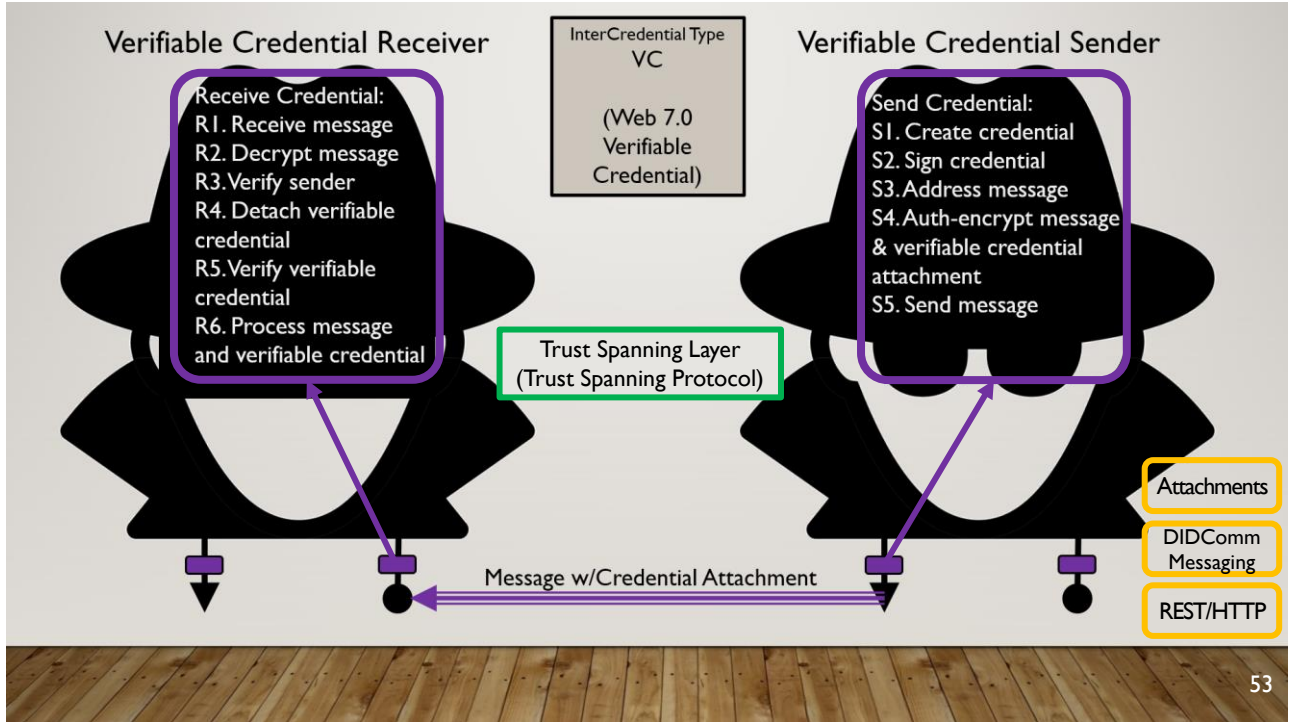 Verifiable Credential Receiver
Receive Credential:
R1. Receive message
R2. Decrypt message
R3. Verify sender
R4. Detach verifiable
credential
R5. Verify verifiable
credential
R6. Process message
and verifiable credential
InterCredential Type
VC
(Web 7.0
Verifiable
Credential)
Verifiable Credential Sender
Send Credential:
S1. Create credential
S2. Sign credential
S3. Address message
S4. Auth-encrypt message
& verifiable credential
attachment
S5. Send message
Trust Spanning Layer
(Trust Spanning Protocol)
Message w/Credential Attachment
Attachments
DIDComm
Messaging
REST/HTTP
53